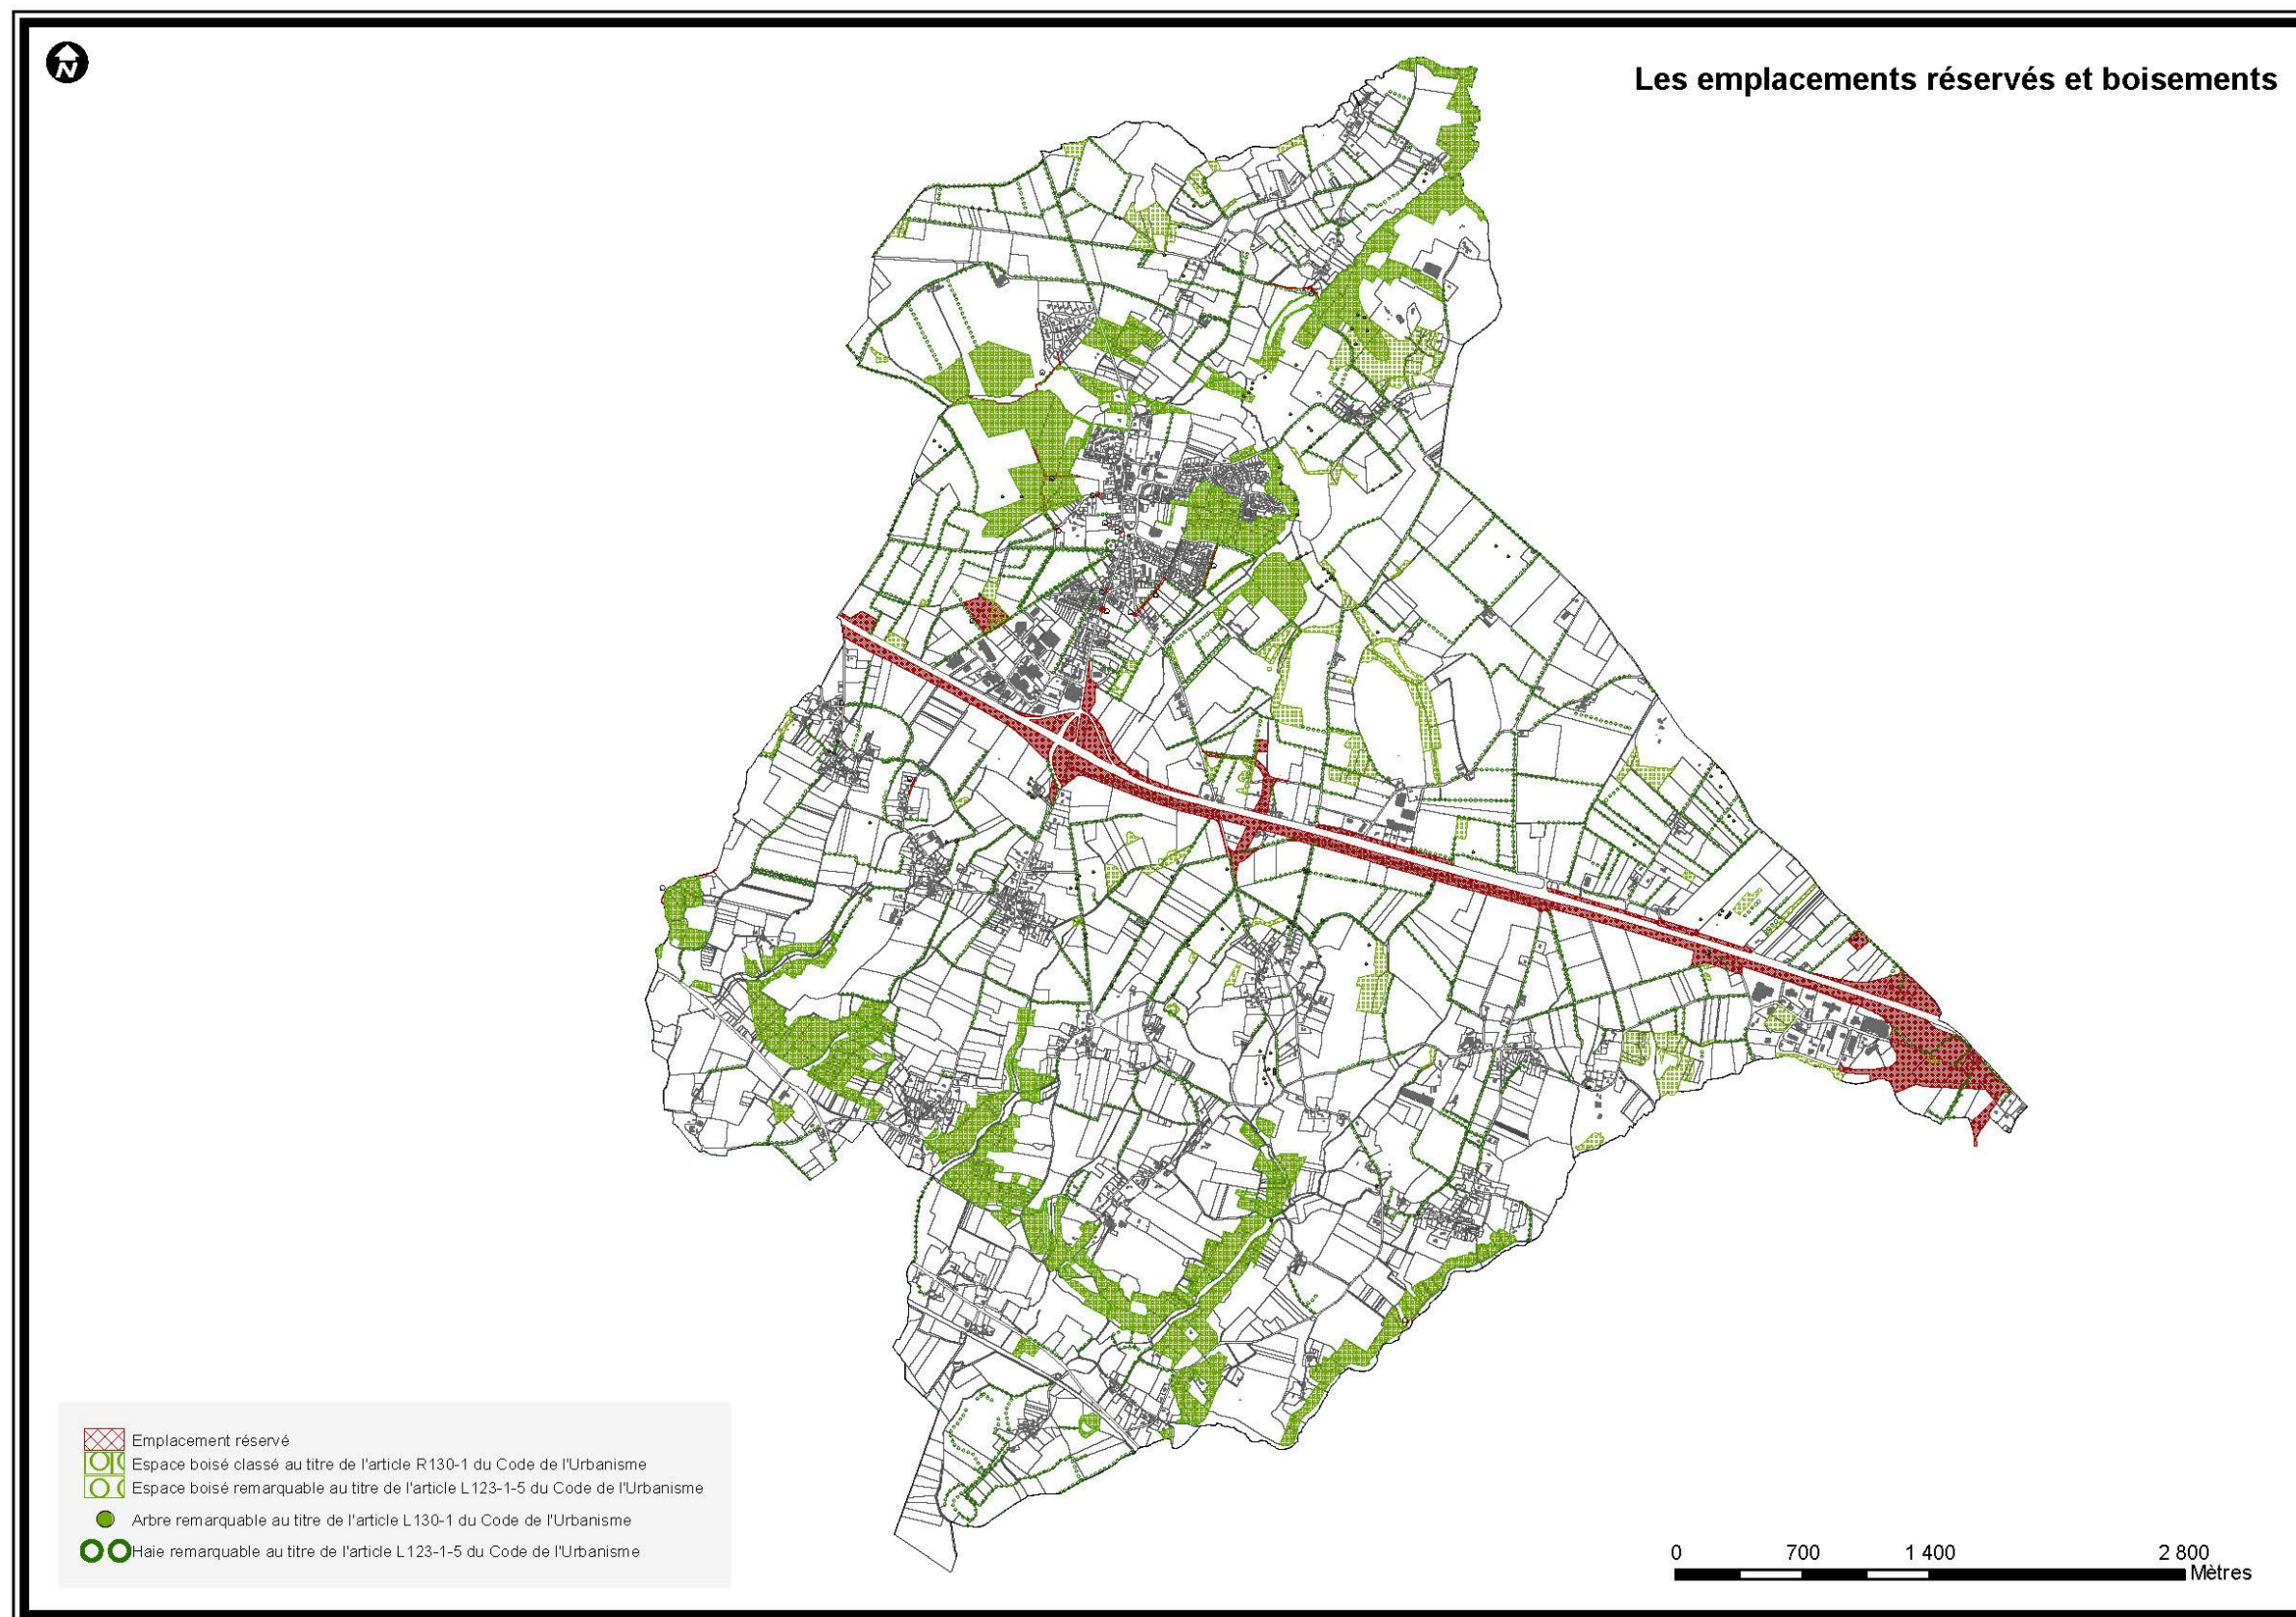 N
Les emplacements réservés et boisements
Emplacement réservé
Espace boisé classé au titre de l'article R130-1 du Code de l'Urbanisme
Espace boisé remarquable au titre de l'article L123-1-5 du Code de l'Urbanisme
Arbre remarquable au titre de l'article L130-1 du Code de l'Urbanisme
Haie remarquable au titre de l'article L123-1-5 du Code de l'Urbanisme
0 700 1 400 2 800
Mètres